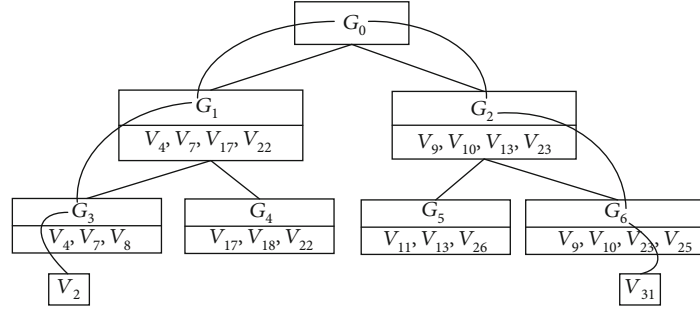 G0
G1
G2
V4, V7, V17, V22
V9, V10, V13, V23
G3
G4
G5
G6
V4, V7, V8
V17, V18, V22
V11, V13, V26
V9, V10, V23, V25
V2
V31